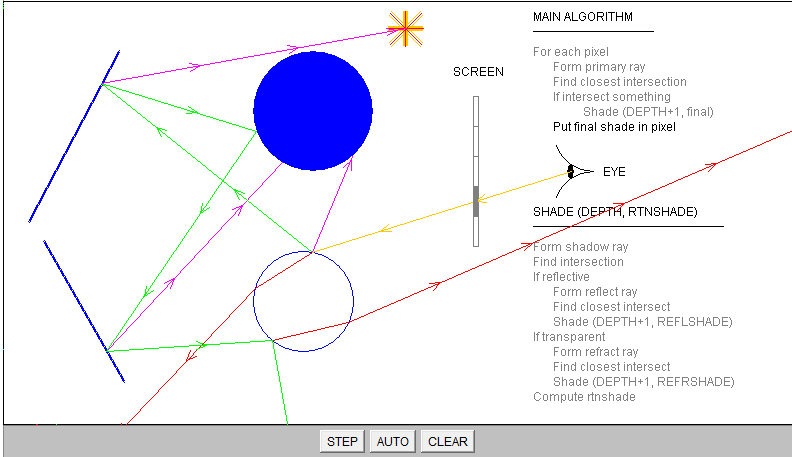 MAIN ALGORITHM
For each pixel
Form primary ray
Find closest intersection
If intersect something
Shade (DEPTH+1, final)
Put final shade in pixel
SCREEN
EYE
SHADE (DEPTH, RTNSHADE)
Form shadow ray
Find intersection
If reflective
Form reflect ray
Find closest intersect
Shade (DEPTH+1, REFLSHADE)
If transparent
Form refract ray
Find closest intersect
Shade (DEPTH+1, REFRSHADE)
Compute rtnshade
STEP AUTO CLEAR